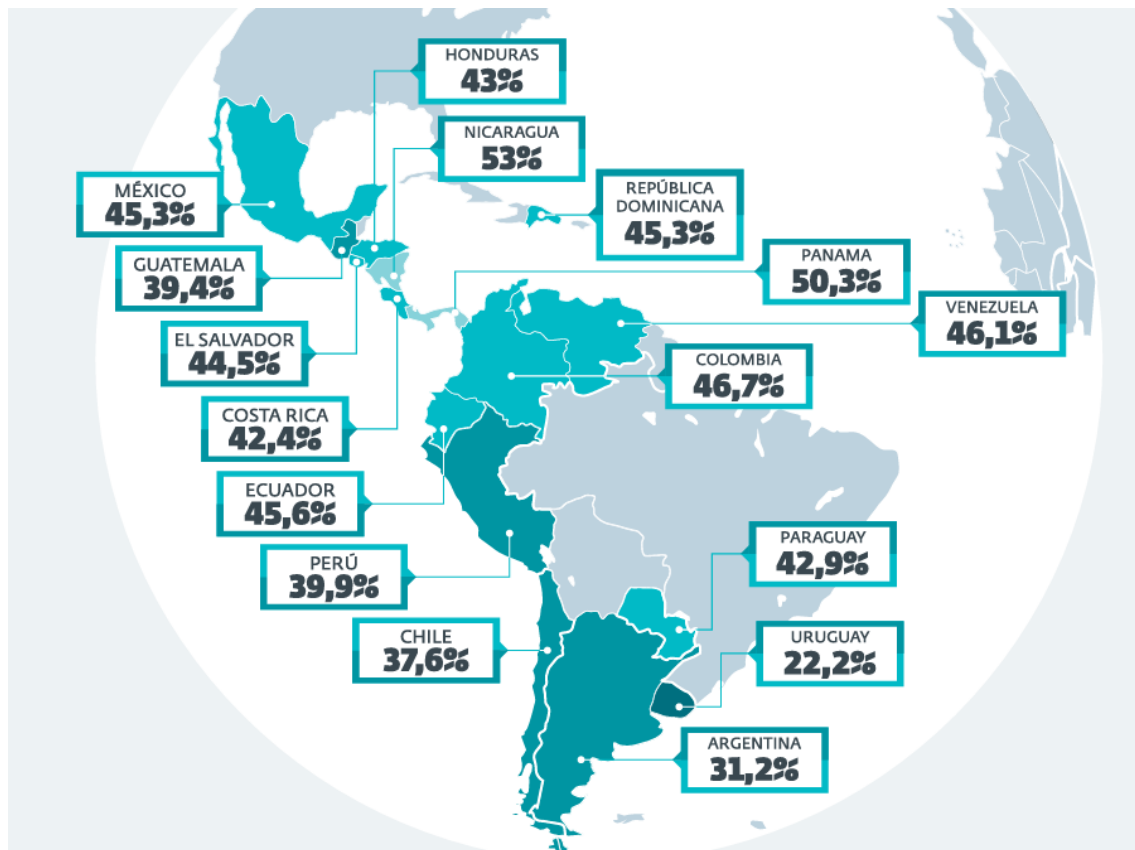 HONDURAS
43%
NICARAGUA
53%
MÉXICO
45,3%
REPÚBLICA
DOMINICANA
45,3%
GUATEMALA
39,4%
PANAMA
50,3%
VENEZUELA
46,1%
EL SALVADOR
44,5%
COLOMBIA
46,7%
COSTA RICA
42,4%
ECUADOR
45,6%
PERÚ
39,9%
PARAGUAY
42,9%
CHILE
37,6%
URUGUAY
22,2%
ARGENTINA
31,2%